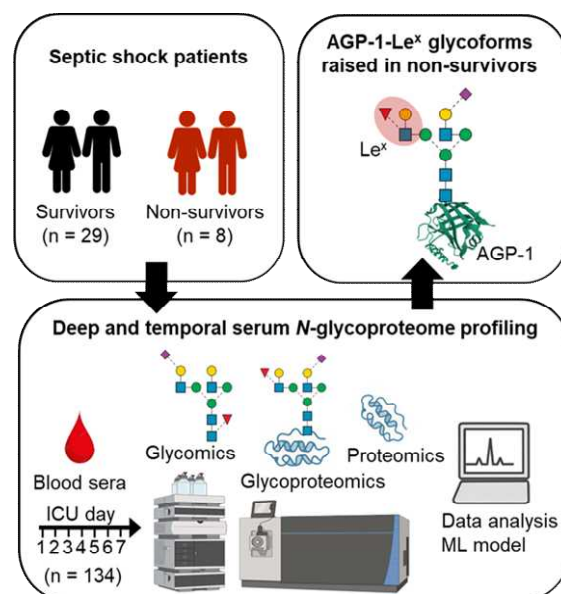 Septic shock patients
Survivors
(n = 29)
Non-survivors
(n = 8)
AGP-1-Leˣ glycoforms
raised in non-survivors
Leˣ
AGP-1
Deep and temporal serum N-glycoproteome profiling
Glycomics
Glycoproteomics
Proteomics
Blood sera
ICU day
1 2 3 4 5 6 7
(n = 134)
Data analysis
ML model